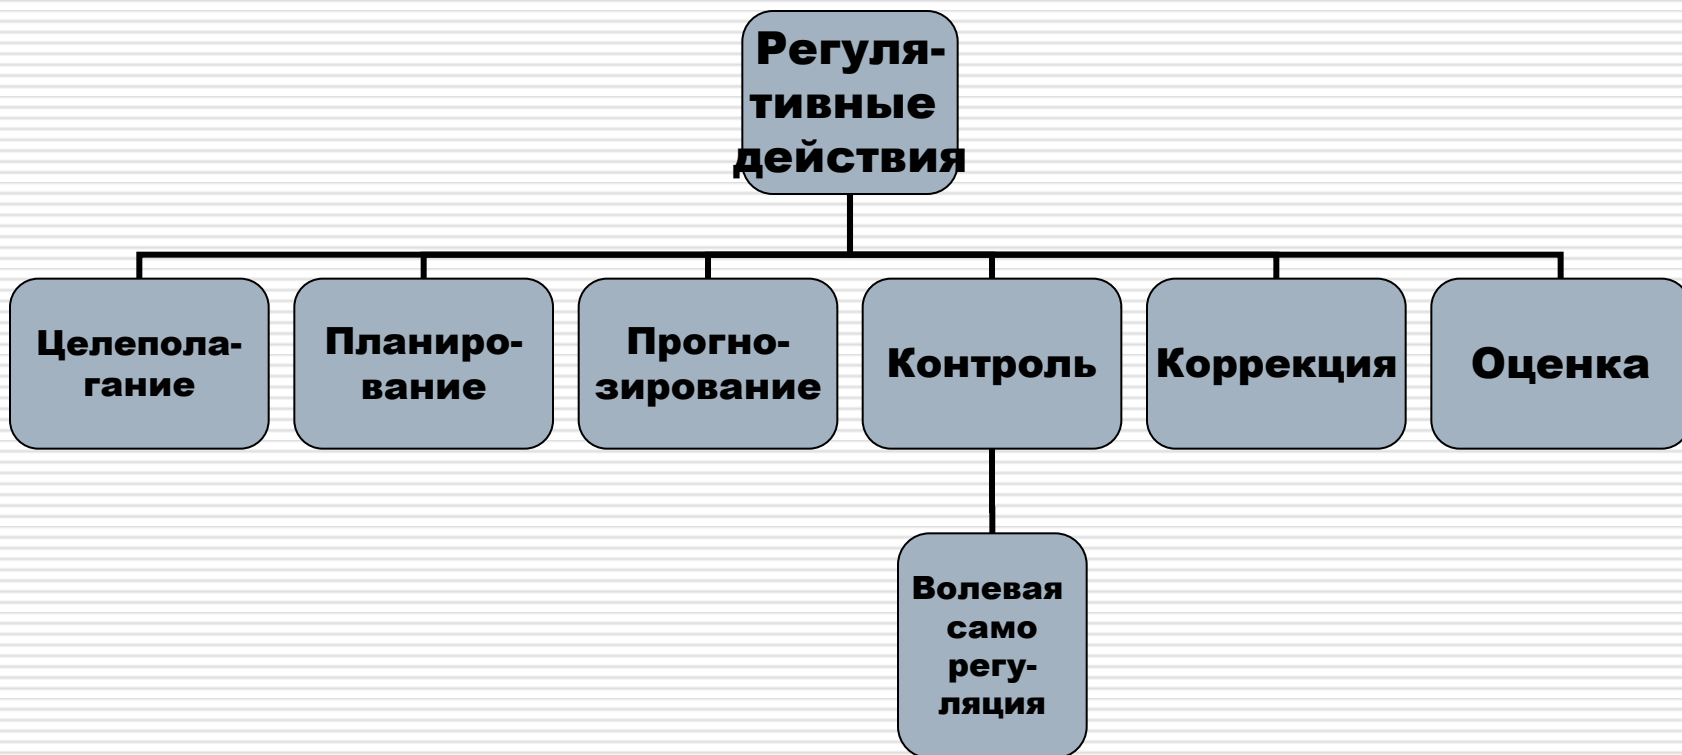 Регуля-
тивные
действия
Целепола-
гание
Планиро-
вание
Прогно-
зирование
Контроль
Коррекция
Оценка
Волевая
само
регу-
ляция